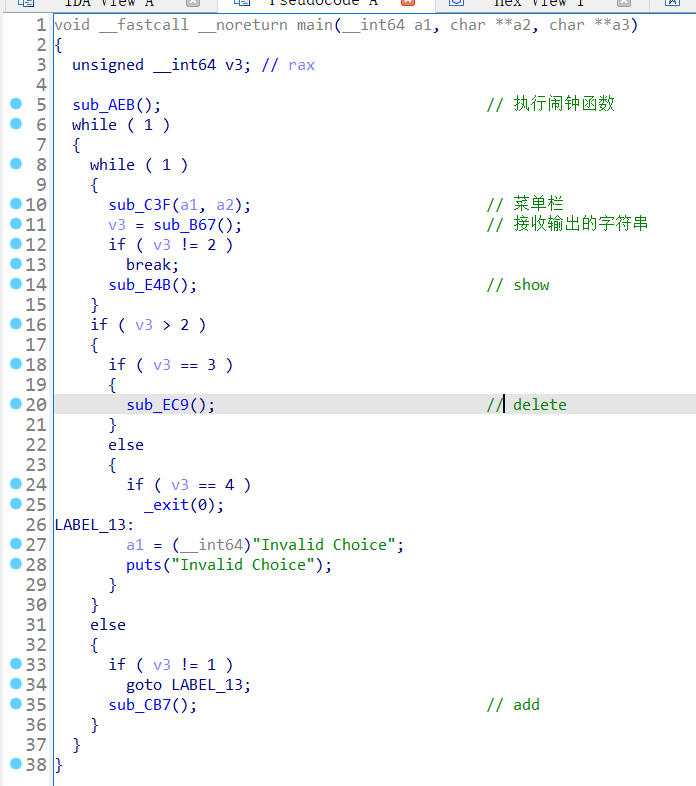 IDA View A Pseudocode A Hex View 1
1 void __fastcall __noreturn main(__int64 a1, char **a2, char **a3)
2 {
3 unsigned __int64 v3; // rax
4
5 sub_AEB(); // 执行闹钟函数
6 while ( 1 )
7 {
8 while ( 1 )
9 {
10 sub_C3F(a1, a2); // 菜单栏
11 v3 = sub_B67(); // 接收输出的字符串
12 if ( v3 != 2 )
13 break;
14 sub_E4B(); // show
15 }
16 if ( v3 > 2 )
17 {
18 if ( v3 == 3 )
19 {
20 sub_EC9(); // delete
21 }
22 else
23 {
24 if ( v3 == 4 )
25 _exit(0);
26 LABEL_13:
27 a1 = (__int64)"Invalid Choice";
28 puts("Invalid Choice");
29 }
30 }
31 else
32 {
33 if ( v3 != 1 )
34 goto LABEL_13;
35 sub_CB7(); // add
36 }
37 }
38 }